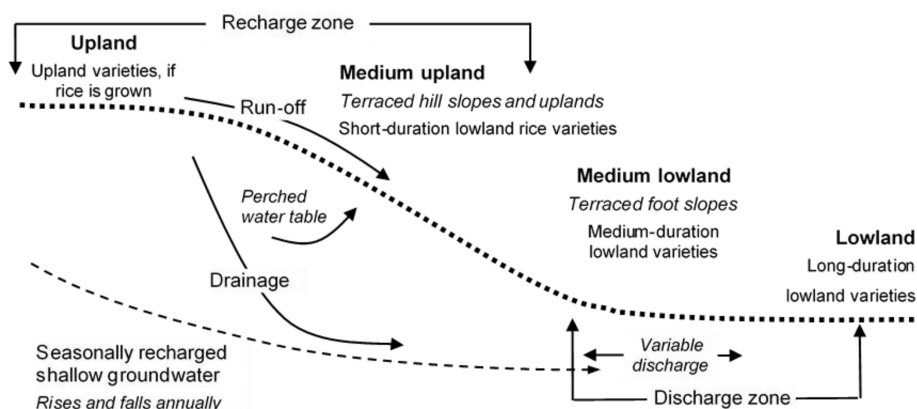 Recharge zone
Upland
Upland varieties, if
rice is grown
Run-off
Medium upland
Terraced hill slopes and uplands
Short-duration lowland rice varieties
Perched
water table
Medium lowland
Terraced foot slopes
Medium-duration
lowland varieties
Lowland
Long-duration
lowland varieties
Drainage
Seasonally recharged
shallow groundwater
Rises and falls annually
Variable
discharge
Discharge zone